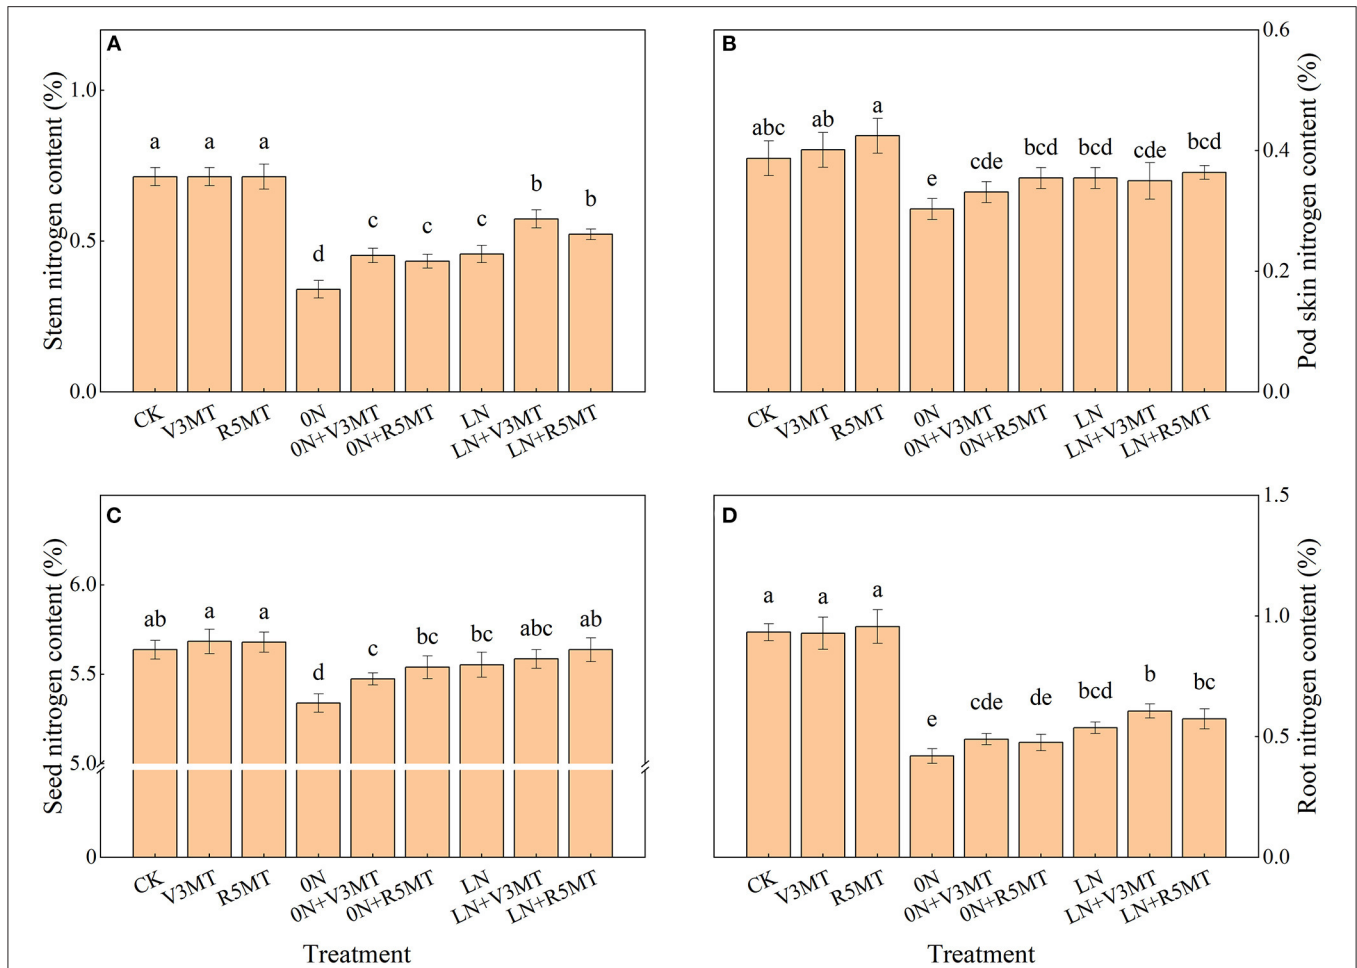 A
Stem nitrogen content (%)
1.0
0.5
0.0
a a a d c c c b b
CK V3MT R5MT 0N 0N+V3MT 0N+R5MT LN LN+V3MT LN+R5MT
B
Pod skin nitrogen content (%)
0.6
0.4
0.2
0.0
abc ab a e cde bcd bcd cde bcd
CK V3MT R5MT 0N 0N+V3MT 0N+R5MT LN LN+V3MT LN+R5MT
C
Seed nitrogen content (%)
6.0
5.5
5.0
0
ab a a d c bc bc abc ab
CK V3MT R5MT 0N 0N+V3MT 0N+R5MT LN LN+V3MT LN+R5MT
Treatment
D
Root nitrogen content (%)
1.5
1.0
0.5
0.0
a a a e cde de bcd b bc
CK V3MT R5MT 0N 0N+V3MT 0N+R5MT LN LN+V3MT LN+R5MT
Treatment